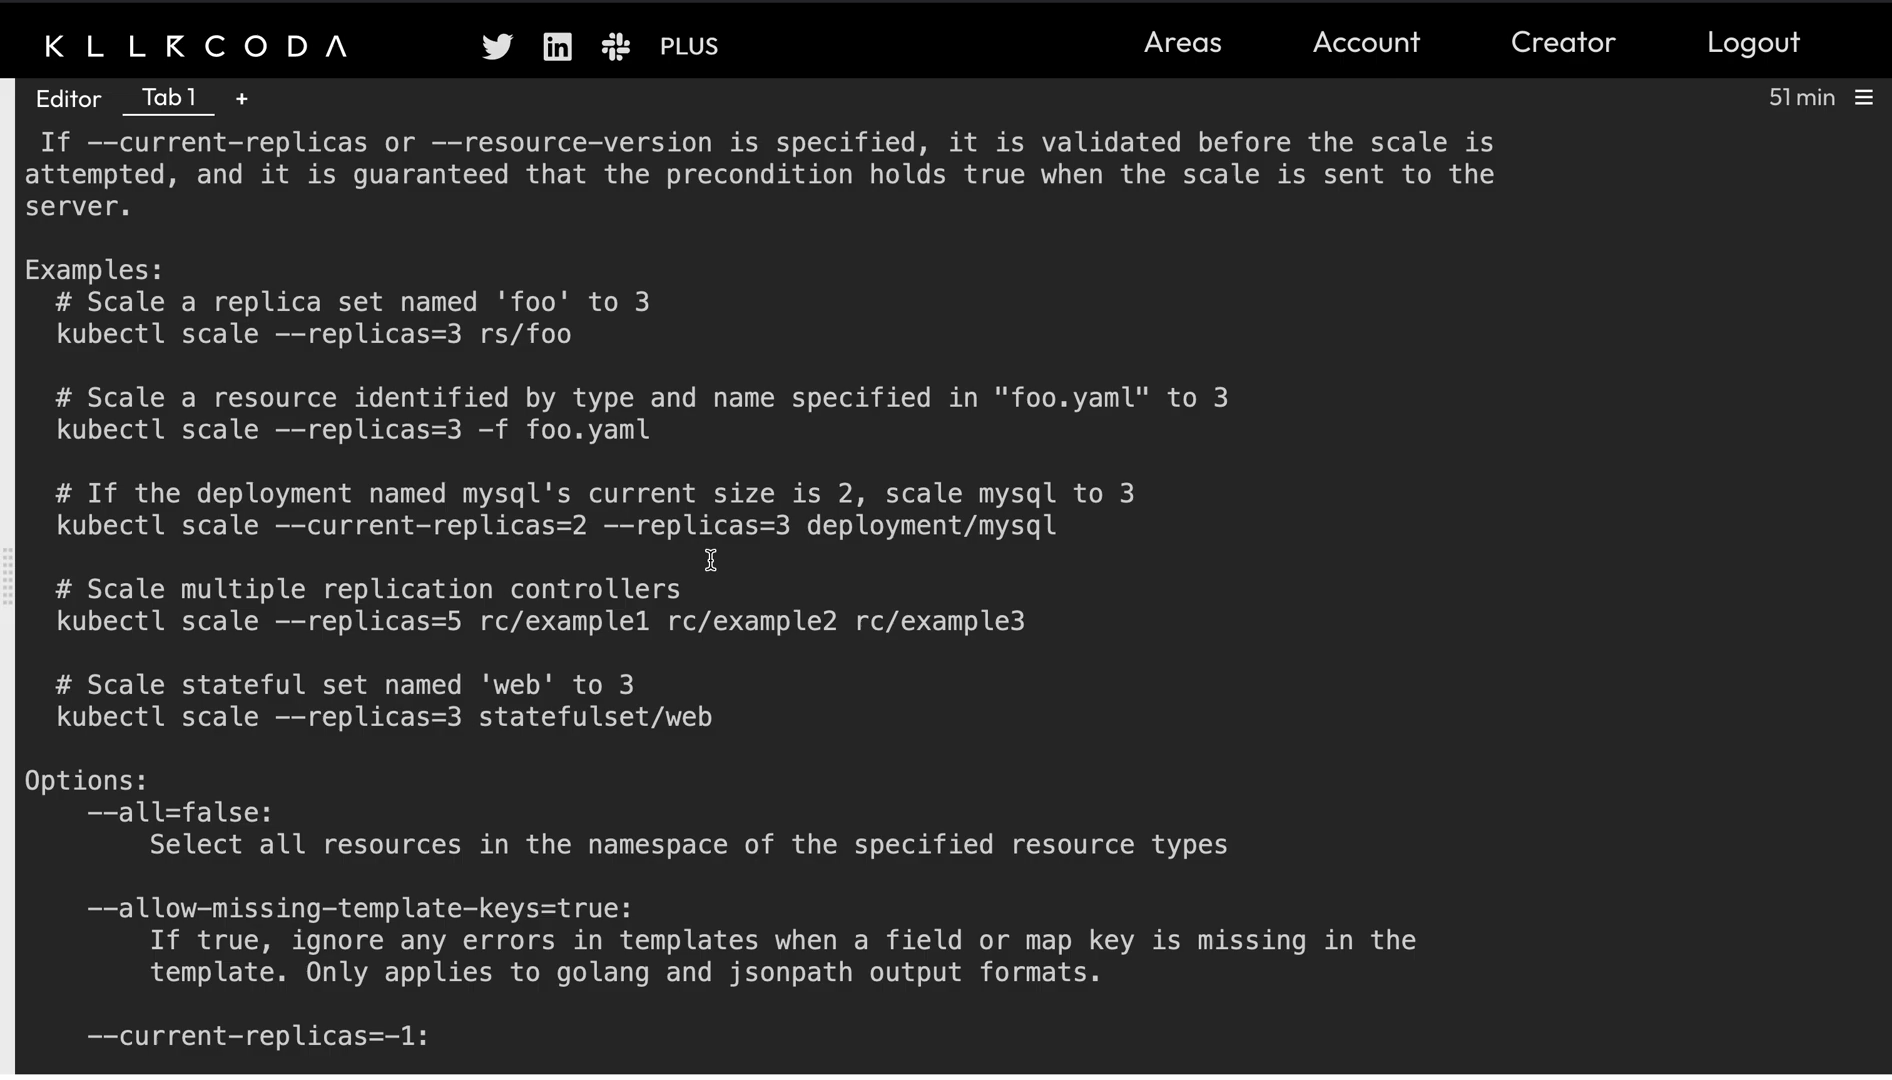 KLLRCODA PLUS Areas Account Creator Logout
Editor Tab 1 + 51 min
If --current-replicas or --resource-version is specified, it is validated before the scale is
attempted, and it is guaranteed that the precondition holds true when the scale is sent to the
server.
Examples:
# Scale a replica set named 'foo' to 3
kubectl scale --replicas=3 rs/foo
# Scale a resource identified by type and name specified in "foo.yaml" to 3
kubectl scale --replicas=3 -f foo.yaml
# If the deployment named mysql's current size is 2, scale mysql to 3
kubectl scale --current-replicas=2 --replicas=3 deployment/mysql
# Scale multiple replication controllers
kubectl scale --replicas=5 rc/example1 rc/example2 rc/example3
# Scale stateful set named 'web' to 3
kubectl scale --replicas=3 statefulset/web
Options:
--all=false:
Select all resources in the namespace of the specified resource types
--allow-missing-template-keys=true:
If true, ignore any errors in templates when a field or map key is missing in the
template. Only applies to golang and jsonpath output formats.
--current-replicas=-1: